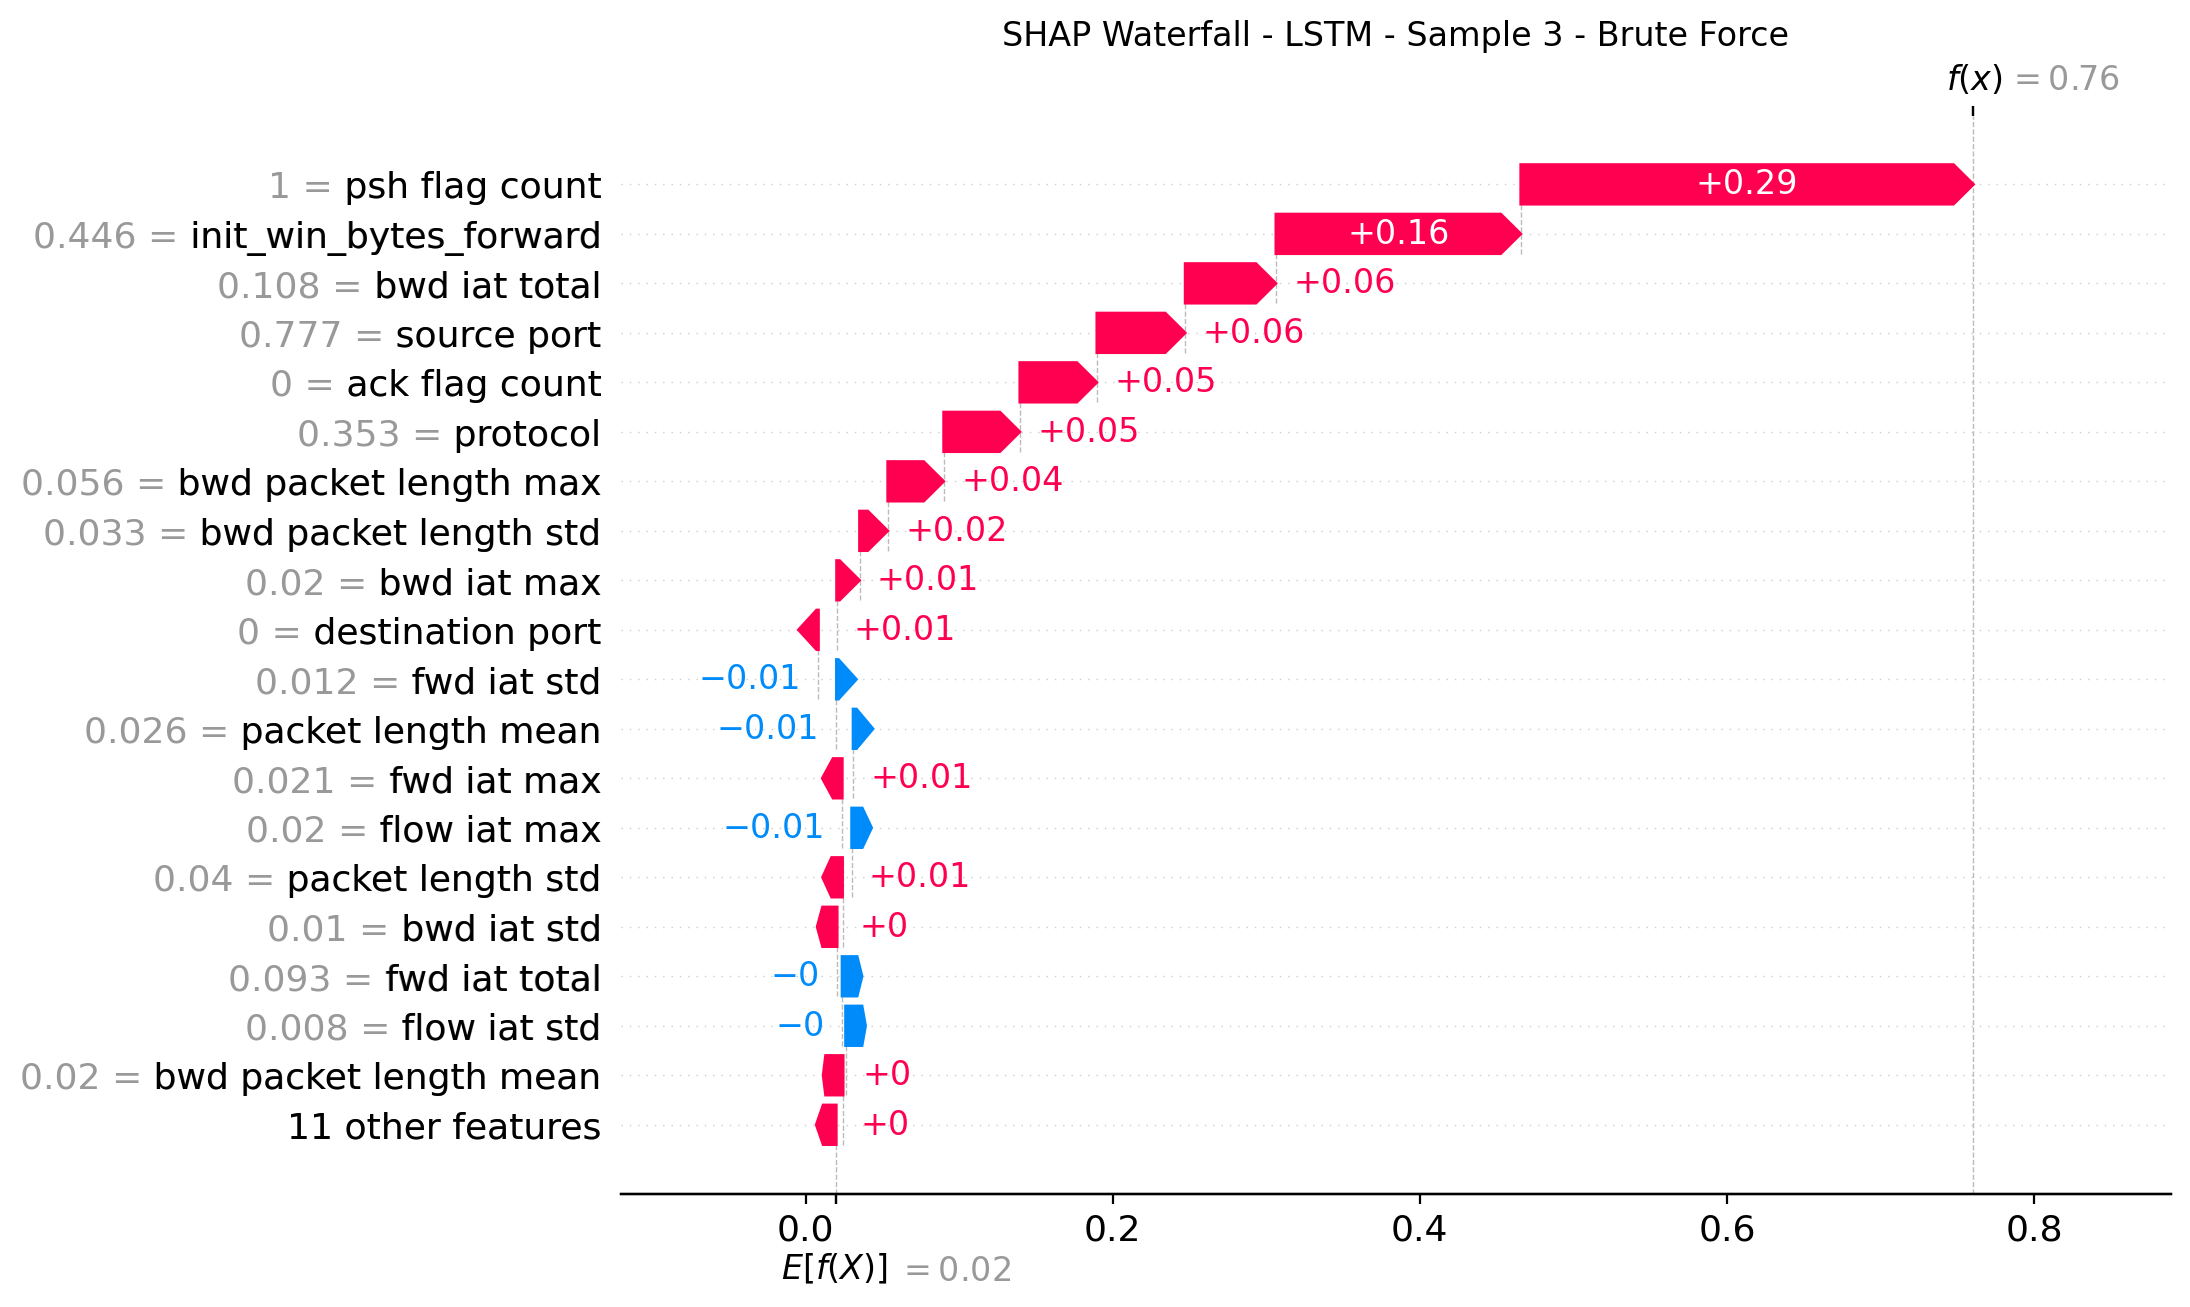 SHAP Waterfall - LSTM - Sample 3 - Brute Force
f(x) = 0.76
1 = psh flag count +0.29
0.446 = init_win_bytes_forward +0.16
0.108 = bwd iat total +0.06
0.777 = source port +0.06
0 = ack flag count +0.05
0.353 = protocol +0.05
0.056 = bwd packet length max +0.04
0.033 = bwd packet length std +0.02
0.02 = bwd iat max +0.01
0 = destination port +0.01
0.012 = fwd iat std −0.01
0.026 = packet length mean −0.01
0.021 = fwd iat max +0.01
0.02 = flow iat max −0.01
0.04 = packet length std +0.01
0.01 = bwd iat std +0
0.093 = fwd iat total −0
0.008 = flow iat std −0
0.02 = bwd packet length mean +0
11 other features +0
0.0 0.2 0.4 0.6 0.8
E[f(X)] = 0.02